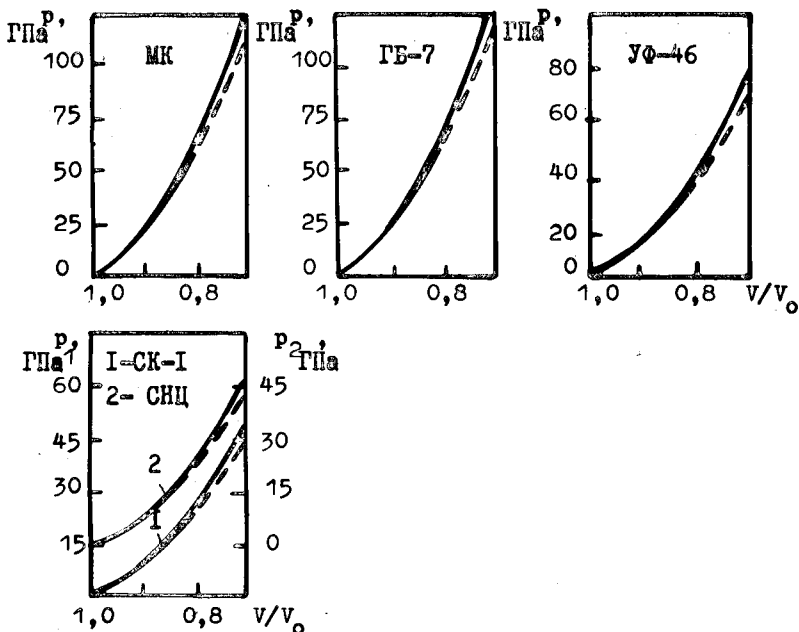 ГПа p,
МК
100
75
50
25
0
1,0 0,8
ГПа p,
ГБ-7
100
75
50
25
0
1,0 0,8
ГПа p,
УФ-46
80
60
40
20
0
1,0 0,8 V/V₀
ГПа p,1
I-СК-I
2- СНЦ
60
45
30
15
2
I
p,2 ГПа
45
30
15
0
1,0 0,8 V/V₀